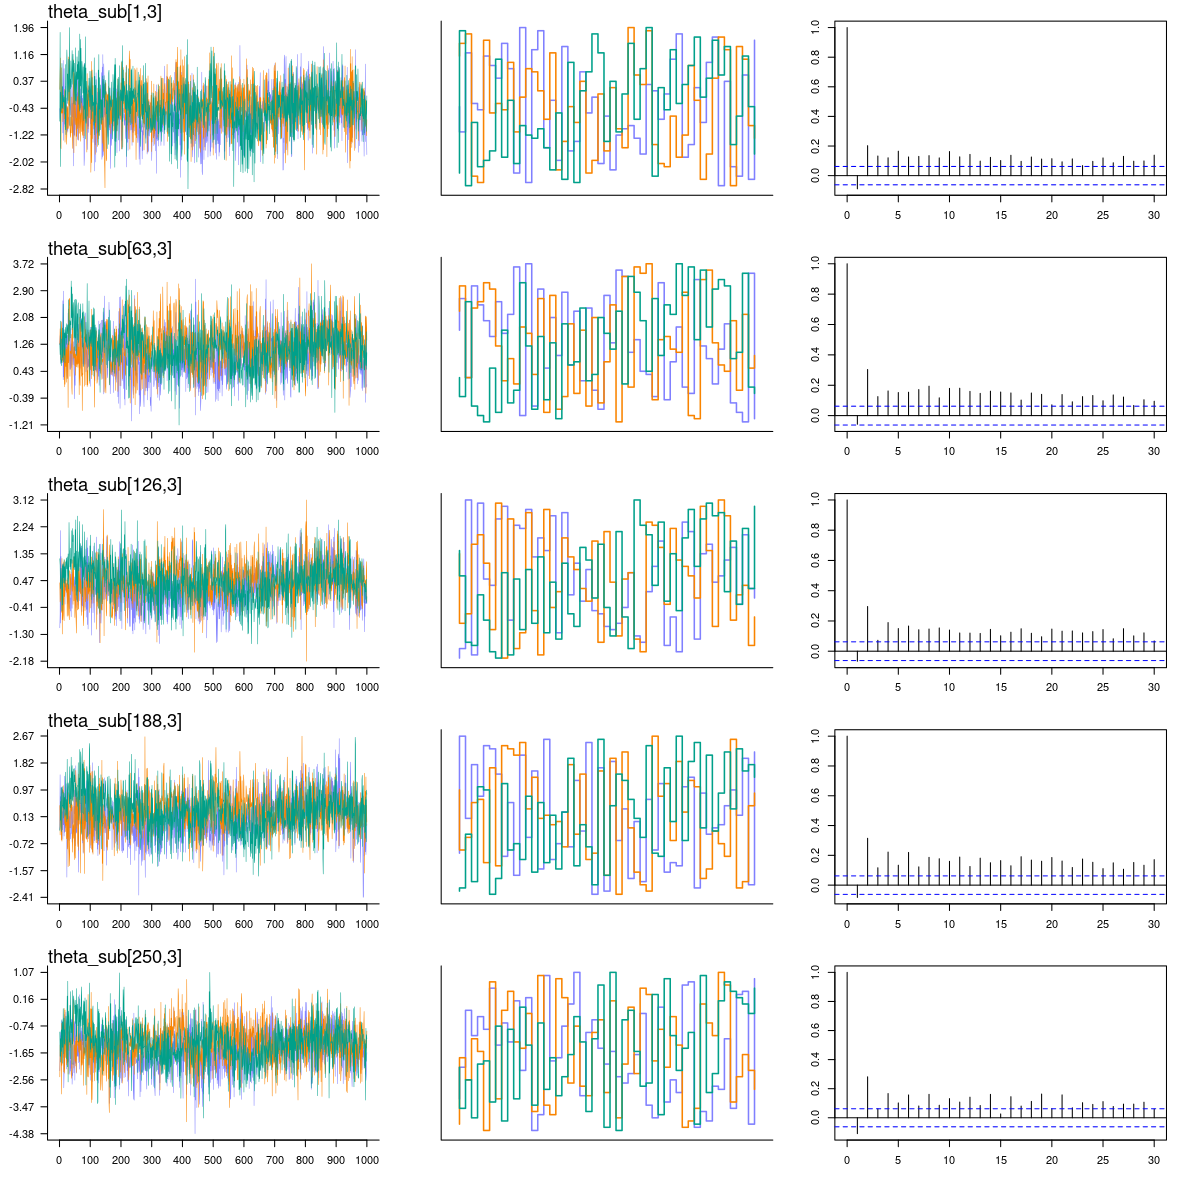 theta_sub[1,3]
1.96
1.16
0.37
-0.43
-1.22
-2.02
-2.82
0 100 200 300 400 500 600 700 800 900 1000
0.0 0.2 0.4 0.6 0.8 1.0
0 5 10 15 20 25 30
theta_sub[63,3]
3.72
2.90
2.08
1.26
0.43
-0.39
-1.21
0 100 200 300 400 500 600 700 800 900 1000
0.0 0.2 0.4 0.6 0.8 1.0
0 5 10 15 20 25 30
theta_sub[126,3]
3.12
2.24
1.35
0.47
-0.41
-1.30
-2.18
0 100 200 300 400 500 600 700 800 900 1000
0.0 0.2 0.4 0.6 0.8 1.0
0 5 10 15 20 25 30
theta_sub[188,3]
2.67
1.82
0.97
0.13
-0.72
-1.57
-2.41
0 100 200 300 400 500 600 700 800 900 1000
0.0 0.2 0.4 0.6 0.8 1.0
0 5 10 15 20 25 30
theta_sub[250,3]
1.07
0.16
-0.74
-1.65
-2.56
-3.47
-4.38
0 100 200 300 400 500 600 700 800 900 1000
0.0 0.2 0.4 0.6 0.8 1.0
0 5 10 15 20 25 30